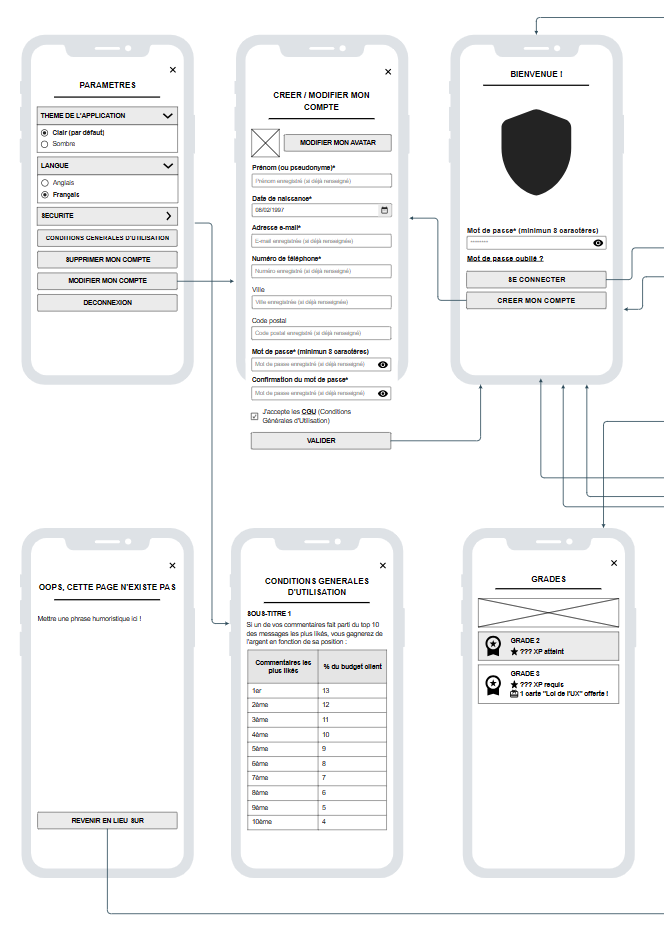 PARAMETRES
THEME DE L'APPLICATION
Clair (par défaut)
Sombre
LANGUE
Anglais
Français
SECURITE
CONDITIONS GENERALES D'UTILISATION
SUPPRIMER MON COMPTE
MODIFIER MON COMPTE
DECONNEXION
CREER / MODIFIER MON
COMPTE
MODIFIER MON AVATAR
Prénom (ou pseudonyme)*
Prénom enregistré (si déjà renseigné)
Date de naissance*
08/02/1997
Adresse e-mail*
E-mail enregistrée (si déjà renseigné)
Numéro de téléphone*
Numéro enregistré (si déjà renseigné)
Ville
Ville enregistrée (si déjà renseigné)
Code postal
Code postal enregistré (si déjà renseigné)
Mot de passe* (minimun 8 caractères)
Mot de passe enregistré (si déjà renseigné)
Confirmation du mot de passe*
Mot de passe enregistré (si déjà renseigné)
J'accepte les CGU (Conditions
Générales d'Utilisation)
VALIDER
BIENVENUE !
Mot de passe* (minimun 8 caractères)
********
Mot de passe oublié ?
SE CONNECTER
CREER MON COMPTE
OOPS, CETTE PAGE N'EXISTE PAS
Mettre une phrase humoristique ici !
REVENIR EN LIEU SUR
CONDITIONS GENERALES
D'UTILISATION
SOUS-TITRE 1
Si un de vos commentaires fait parti du top 10
des messages les plus likés, vous gagnerez de
l'argent en fonction de sa position :
Commentaires les plus likés % du budget client
1er 13
2ème 12
3ème 11
4ème 10
5ème 9
6ème 8
7ème 7
8ème 6
9ème 5
10ème 4
GRADES
GRADE 2
??? XP atteint
GRADE 3
??? XP requis
1 carte "Loi de l'UX" offerte !